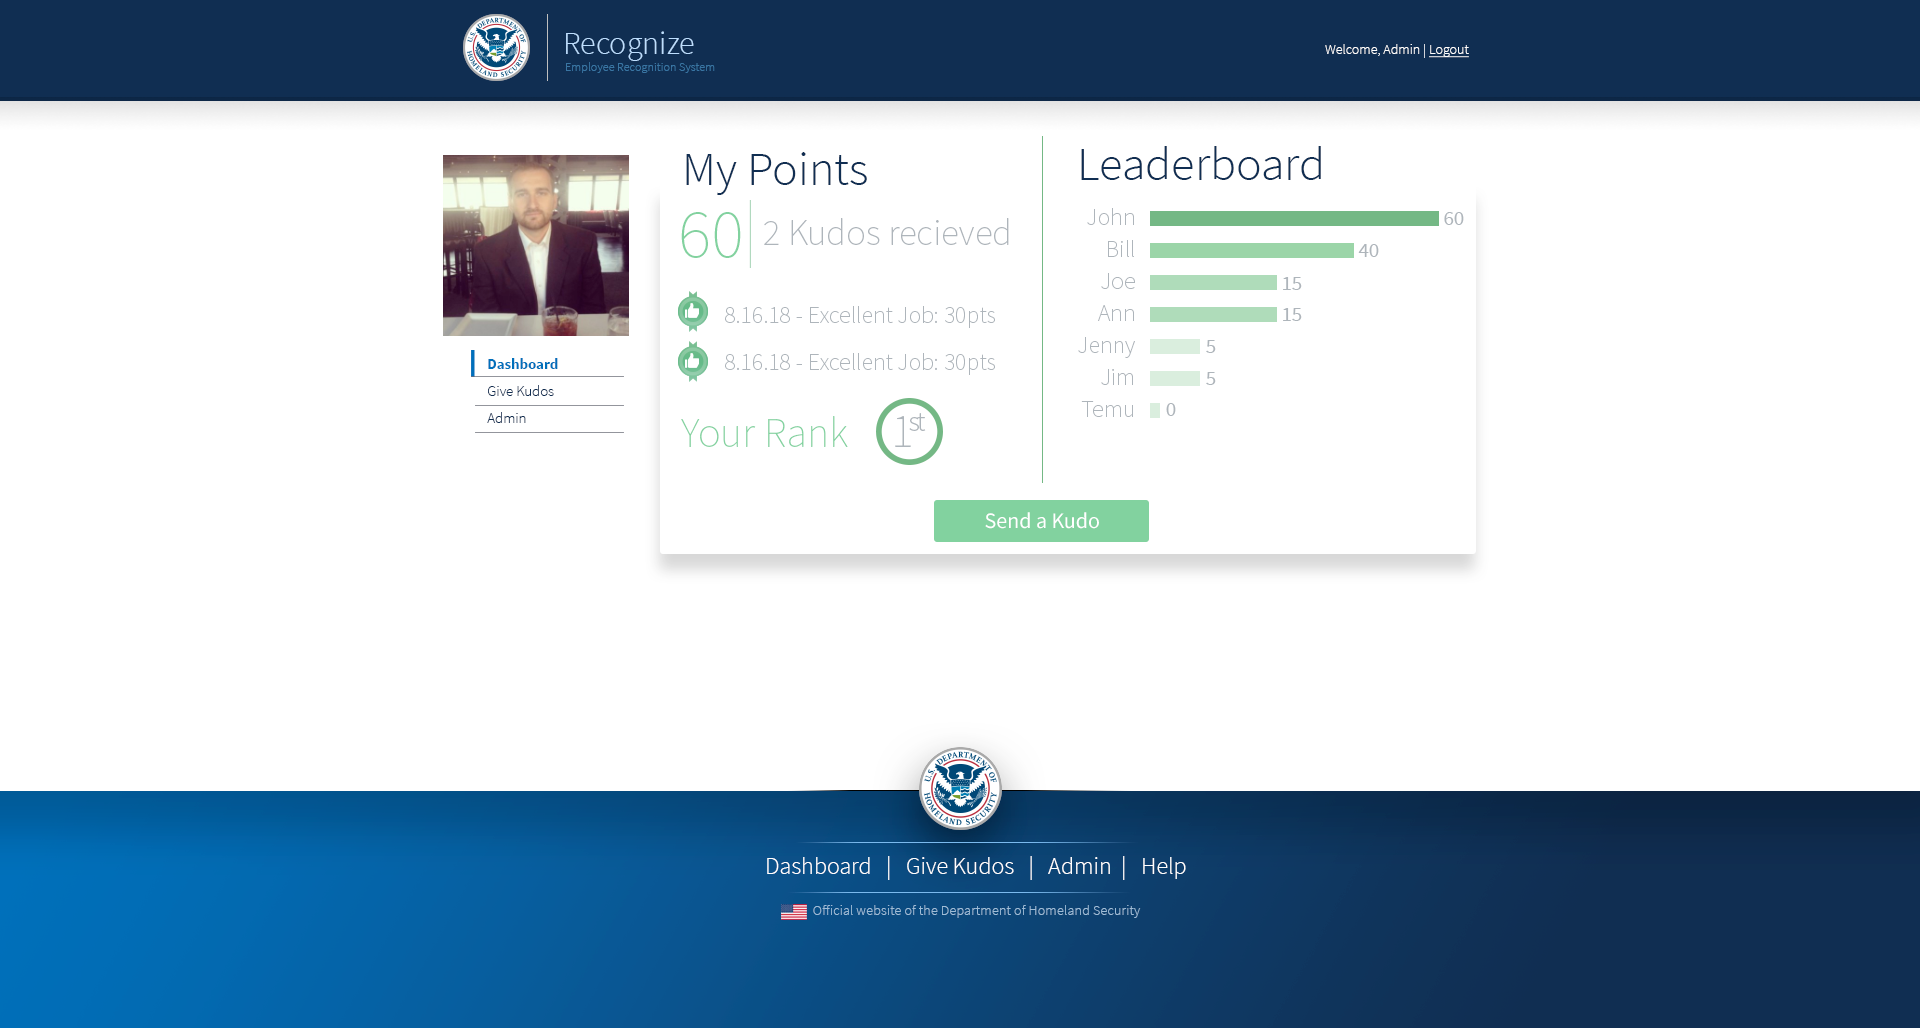 U.S. DEPARTMENT OF HOMELAND SECURITY
Recognize
Employee Recognition System
Welcome, Admin | Logout
Dashboard
Give Kudos
Admin
My Points
60 | 2 Kudos recieved
8.16.18 - Excellent Job: 30pts
8.16.18 - Excellent Job: 30pts
Your Rank 1st
Leaderboard
John 60
Bill 40
Joe 15
Ann 15
Jenny 5
Jim 5
Temu 0
Send a Kudo
U.S. DEPARTMENT OF HOMELAND SECURITY
Dashboard | Give Kudos | Admin | Help
Official website of the Department of Homeland Security